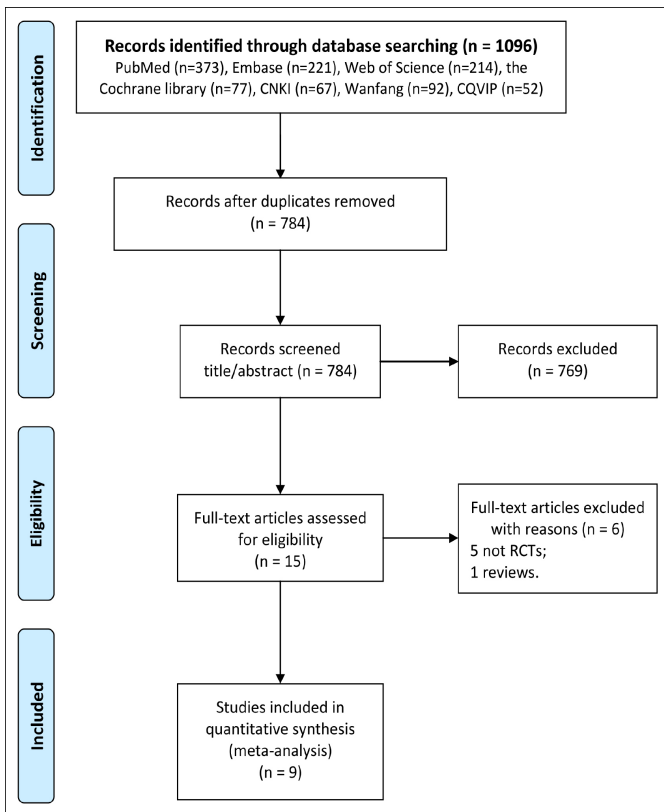 Identification
Records identified through database searching (n = 1096)
PubMed (n=373), Embase (n=221), Web of Science (n=214), the
Cochrane library (n=77), CNKI (n=67), Wanfang (n=92), CQVIP (n=52)
Records after duplicates removed
(n = 784)
Screening
Records screened
title/abstract (n = 784)
Records excluded
(n = 769)
Eligibility
Full-text articles assessed
for eligibility
(n = 15)
Full-text articles excluded
with reasons (n = 6)
5 not RCTs;
1 reviews.
Included
Studies included in
quantitative synthesis
(meta-analysis)
(n = 9)